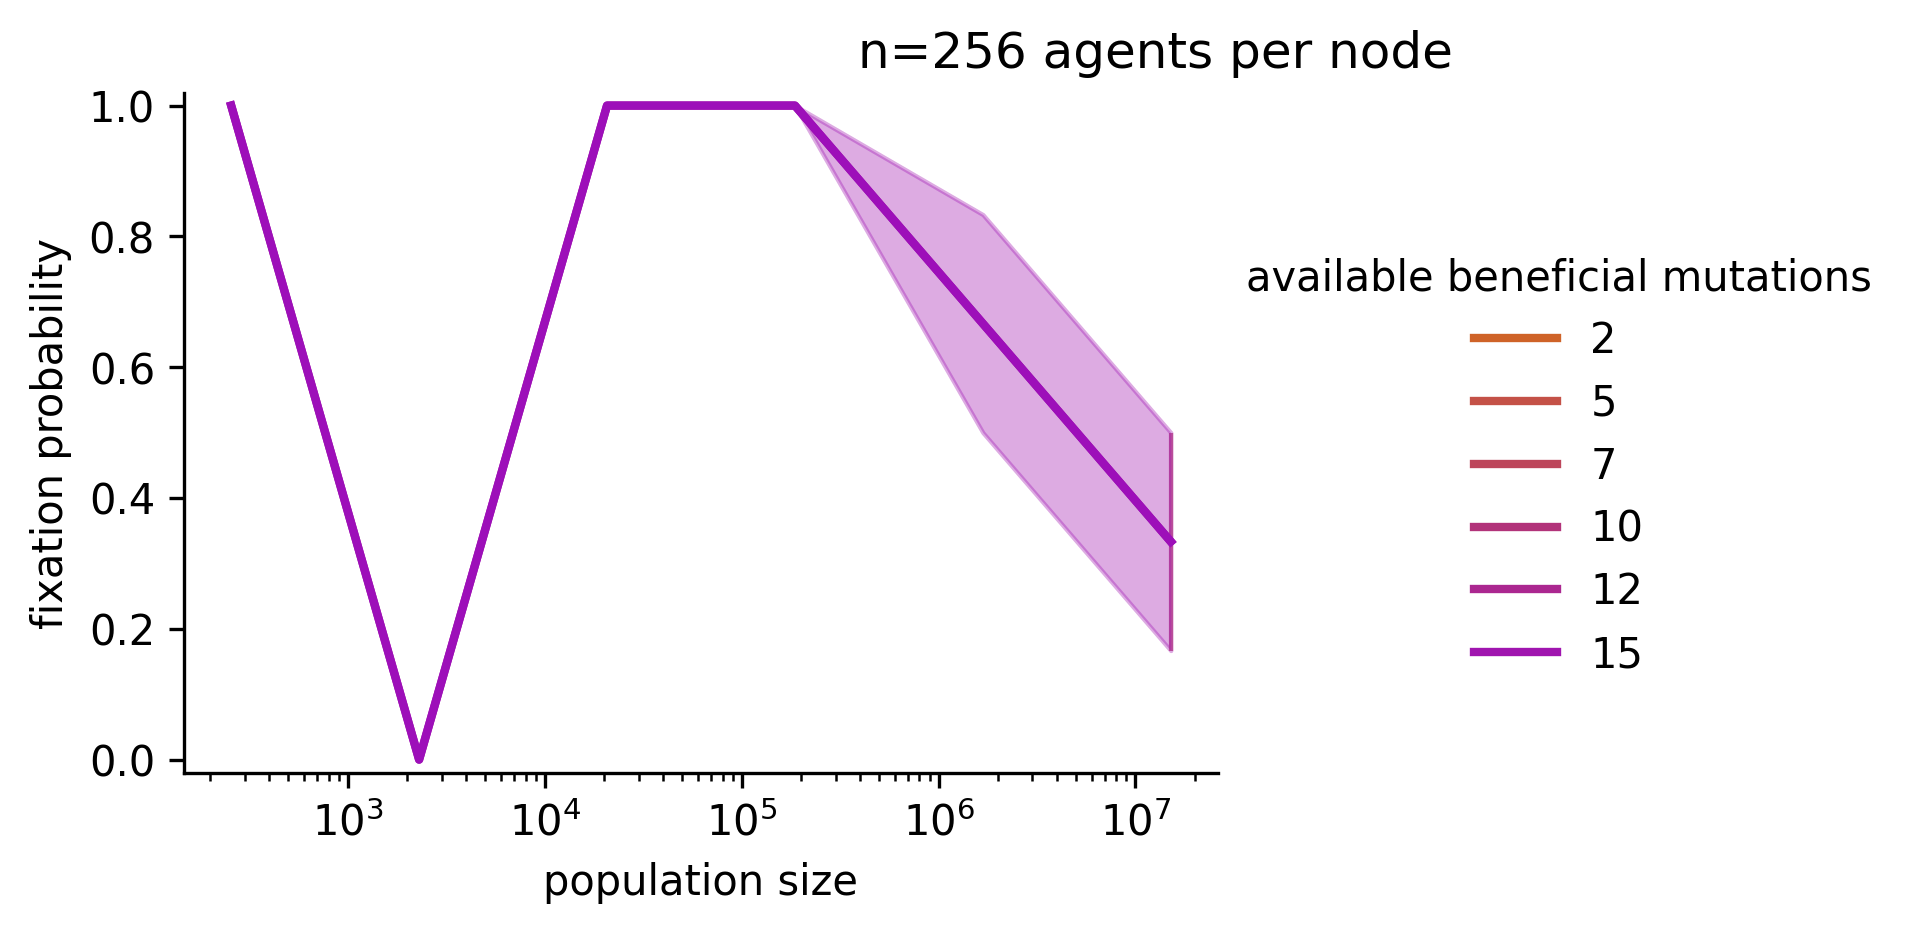 n=256 agents per node
fixation probability
1.0
0.8
0.6
0.4
0.2
0.0
10³ 10⁴ 10⁵ 10⁶ 10⁷
population size
available beneficial mutations
2
5
7
10
12
15